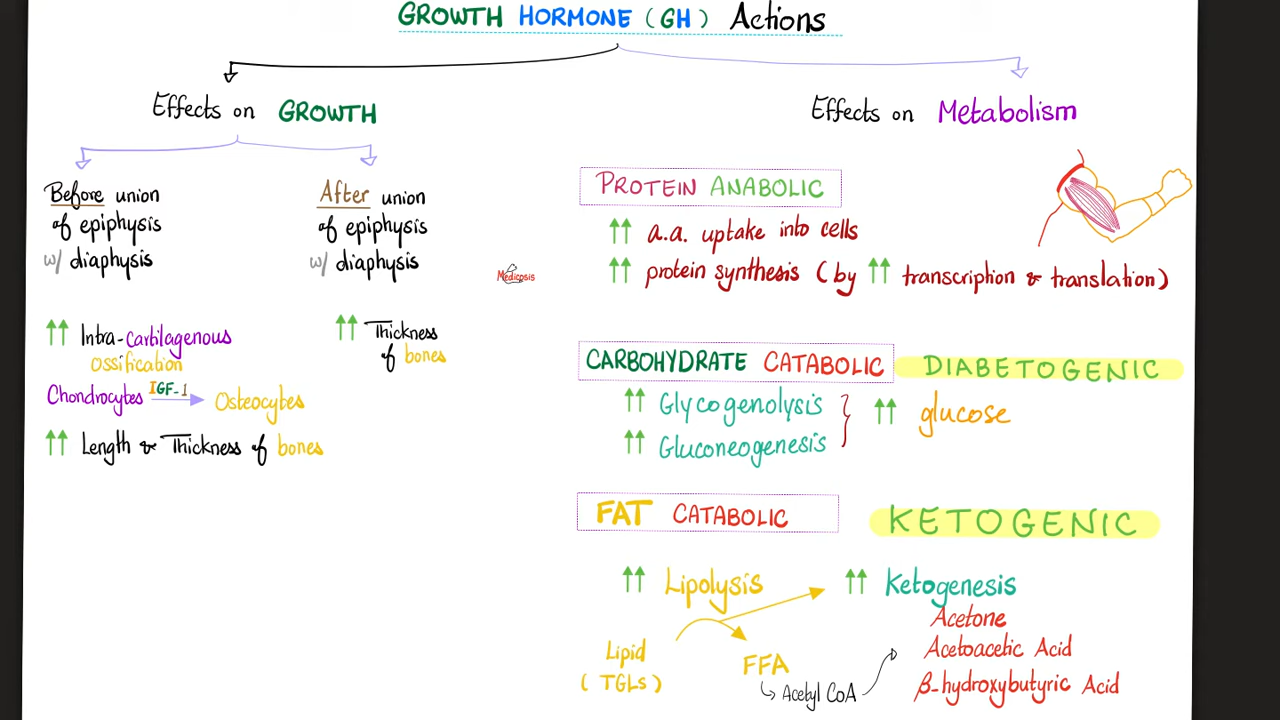 GROWTH HORMONE (GH) Actions
Effects on GROWTH
Before union
of epiphysis
w/ diaphysis
↑↑ Intra-cartilagenous
ossification
Chondrocytes IGF-1 → Osteocytes
↑↑ Length & Thickness of bones
After union
of epiphysis
w/ diaphysis
↑↑ Thickness
of bones
Medicosis
Effects on Metabolism
PROTEIN ANABOLIC
↑↑ a.a. uptake into cells
↑↑ protein synthesis (by ↑↑ transcription & translation)
CARBOHYDRATE CATABOLIC DIABETOGENIC
↑↑ Glycogenolysis
↑↑ Gluconeogenesis
↑↑ glucose
FAT CATABOLIC KETOGENIC
↑↑ Lipolysis ↑↑ Ketogenesis
Lipid
(TGLs)
FFA
Acetyl CoA
Acetone
Acetoacetic Acid
β-hydroxybutyric Acid